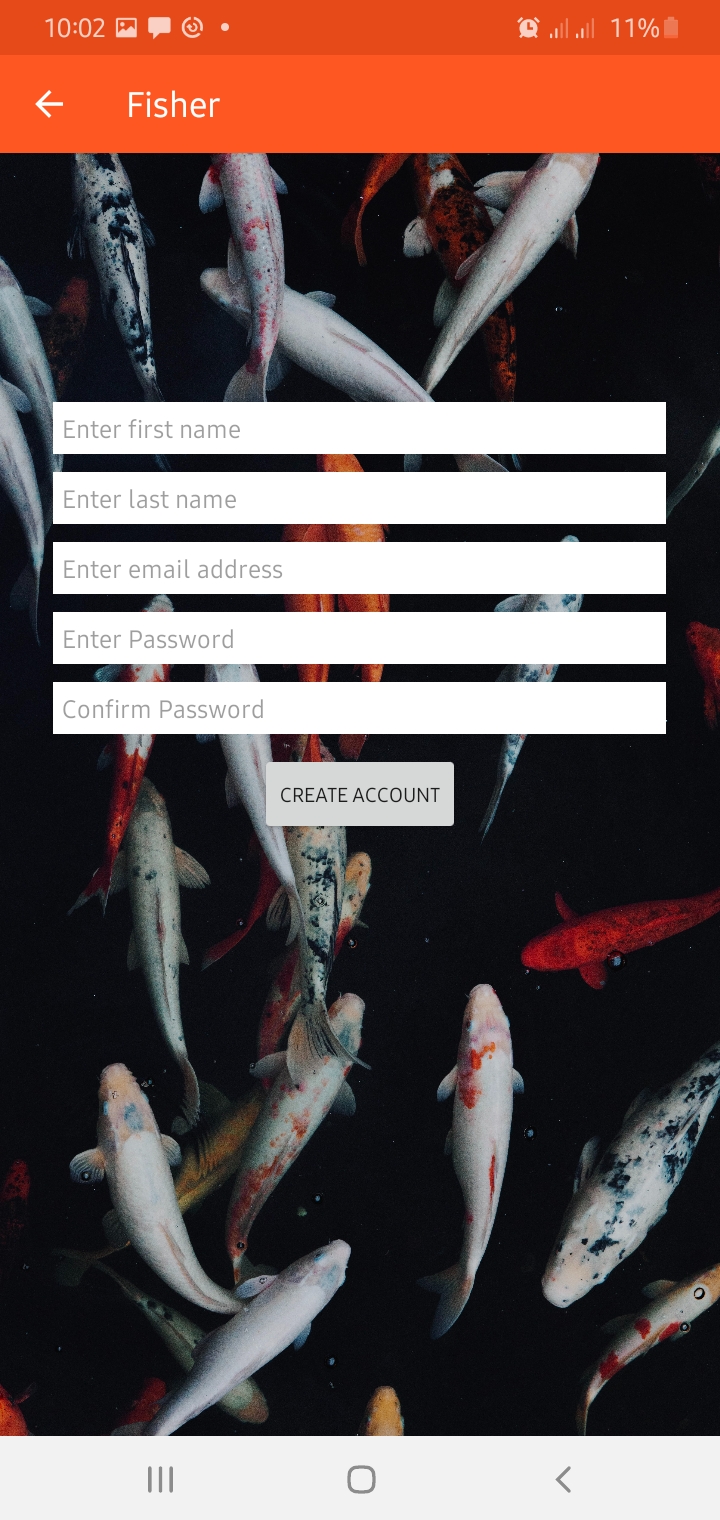 10:02 11%
Fisher
Enter first name
Enter last name
Enter email address
Enter Password
Confirm Password
CREATE ACCOUNT